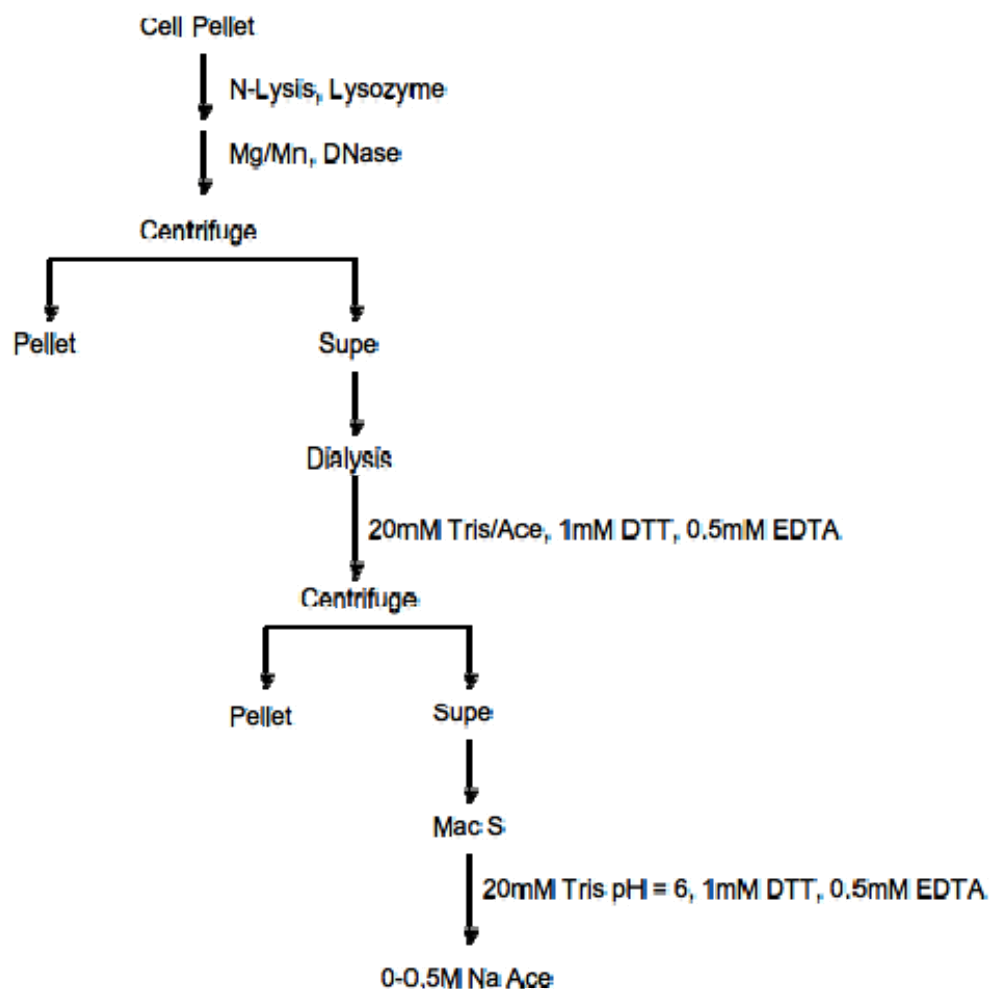 Cell Pellet
N-Lysis, Lysozyme
Mg/Mn, DNase
Centrifuge
Pellet
Supe
Dialysis
20mM Tris/Ace, 1mM DTT, 0.5mM EDTA
Centrifuge
Pellet
Supe
Mac S
20mM Tris pH = 6, 1mM DTT, 0.5mM EDTA
0-0.5M Na Ace